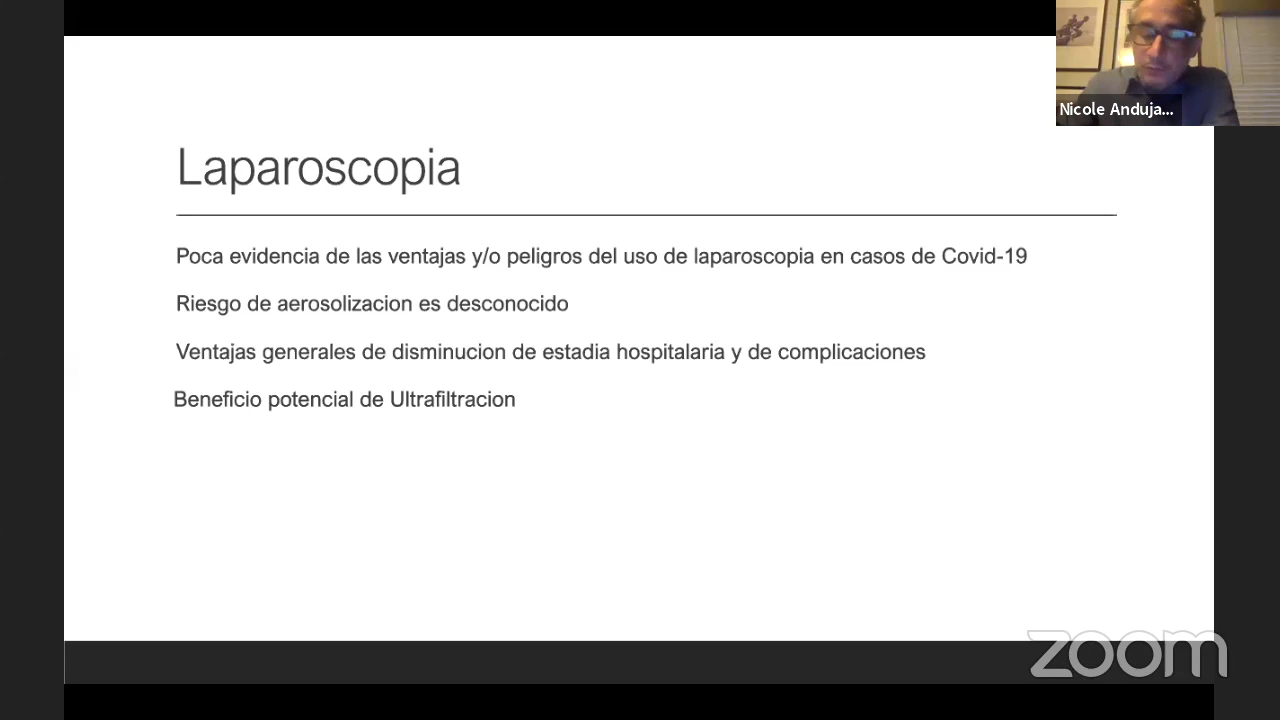 Nicole Anduja...
Laparoscopia
Poca evidencia de las ventajas y/o peligros del uso de laparoscopia en casos de Covid-19
Riesgo de aerosolizacion es desconocido
Ventajas generales de disminucion de estadia hospitalaria y de complicaciones
Beneficio potencial de Ultrafiltracion
zoom